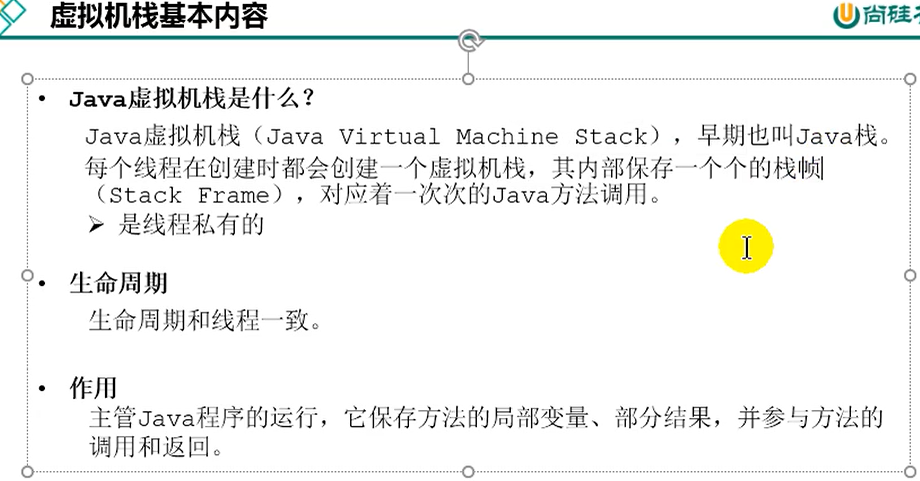 虚拟机栈基本内容
尚硅
• Java虚拟机栈是什么？
Java虚拟机栈（Java Virtual Machine Stack），早期也叫Java栈。
每个线程在创建时都会创建一个虚拟机栈，其内部保存一个个的栈帧
（Stack Frame），对应着一次次的Java方法调用。
➢ 是线程私有的
• 生命周期
生命周期和线程一致。
• 作用
主管Java程序的运行，它保存方法的局部变量、部分结果，并参与方法的
调用和返回。